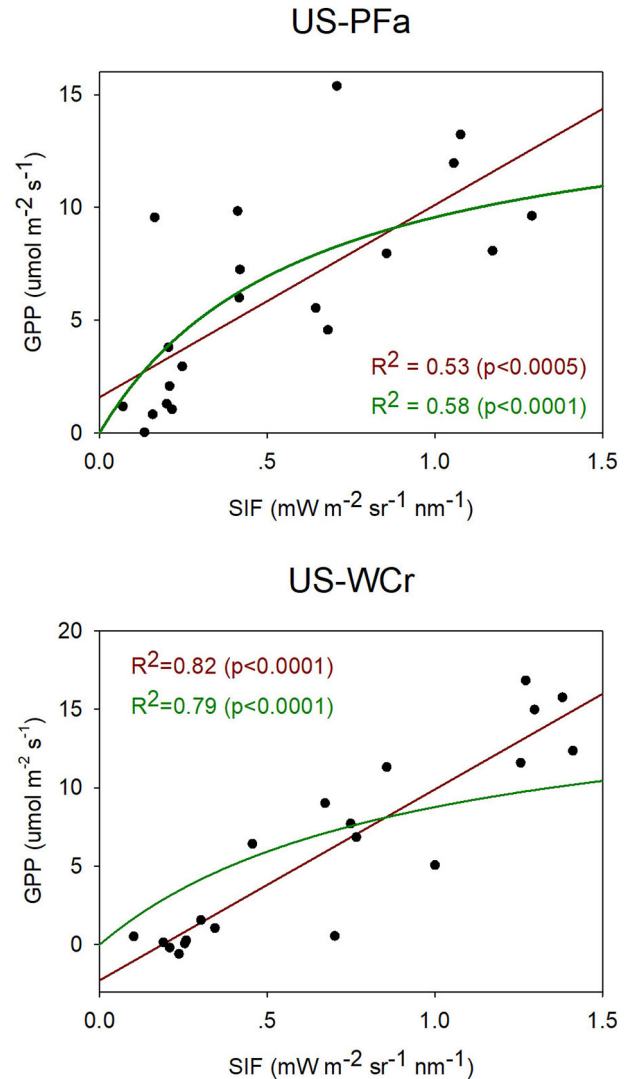 US-PFa
15
10
5
0
GPP (umol m-2 s-1)
R2 = 0.53 (p<0.0005)
R2 = 0.58 (p<0.0001)
0.0 .5 1.0 1.5
SIF (mW m-2 sr-1 nm-1)
US-WCr
20
15
10
5
0
GPP (umol m-2 s-1)
R2=0.82 (p<0.0001)
R2=0.79 (p<0.0001)
0.0 .5 1.0 1.5
SIF (mW m-2 sr-1 nm-1)